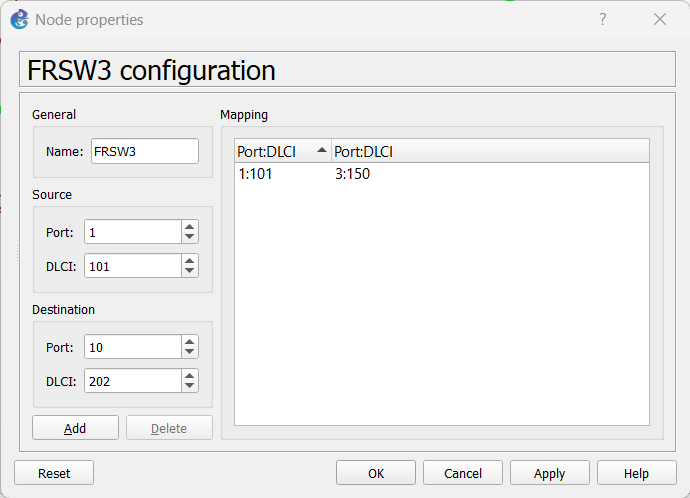 Node properties
?
FRSW3 configuration
General
Name: FRSW3
Source
Port: 1
DLCI: 101
Destination
Port: 10
DLCI: 202
Add Delete
Mapping
Port:DLCI Port:DLCI
1:101 3:150
Reset OK Cancel Apply Help